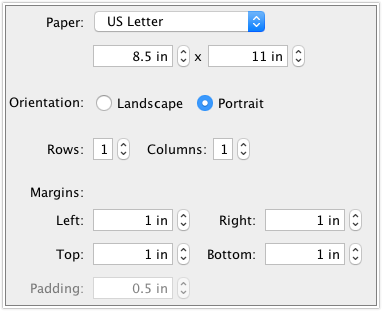 Paper: US Letter
8.5 in x 11 in
Orientation: Landscape Portrait
Rows: 1 Columns: 1
Margins:
Left: 1 in Right: 1 in
Top: 1 in Bottom: 1 in
Padding: 0.5 in